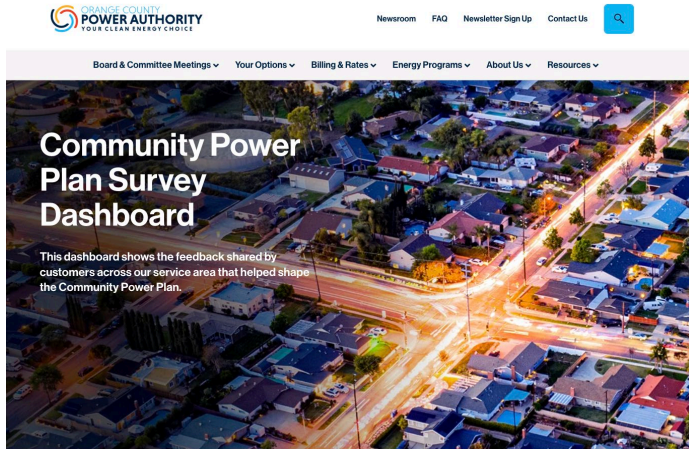 ORANGE COUNTY
POWER AUTHORITY
YOUR CLEAN ENERGY CHOICE
Newsroom FAQ Newsletter Sign Up Contact Us
Board & Committee Meetings Your Options Billing & Rates Energy Programs About Us Resources
Community Power
Plan Survey
Dashboard
This dashboard shows the feedback shared by
customers across our service area that helped shape
the Community Power Plan.